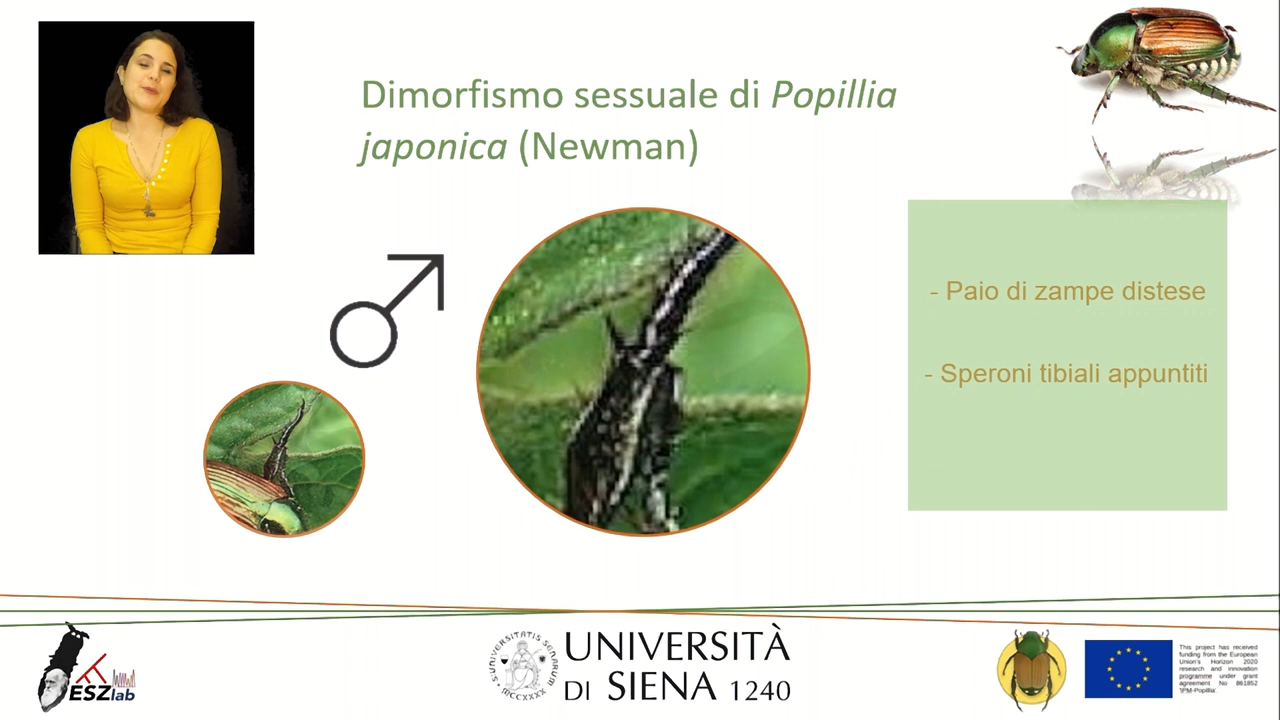 Dimorfismo sessuale di Popillia
japonica (Newman)
- Paio di zampe distese
- Speroni tibiali appuntiti
ESZlab
UNIVERSITÀ
DI SIENA 1240
This project has received
funding from the European
Union's Horizon 2020
research and innovation
programme under grant
agreement No 861852
'IPM-Popillia'.